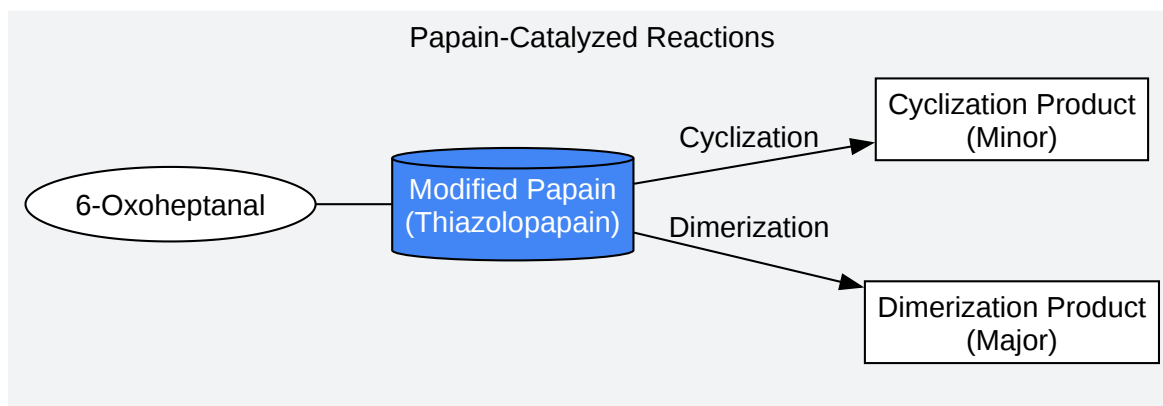 Papain-Catalyzed Reactions
6-Oxoheptanal
Modified Papain
(Thiazolopapain)
Cyclization
Dimerization
Cyclization Product
(Minor)
Dimerization Product
(Major)